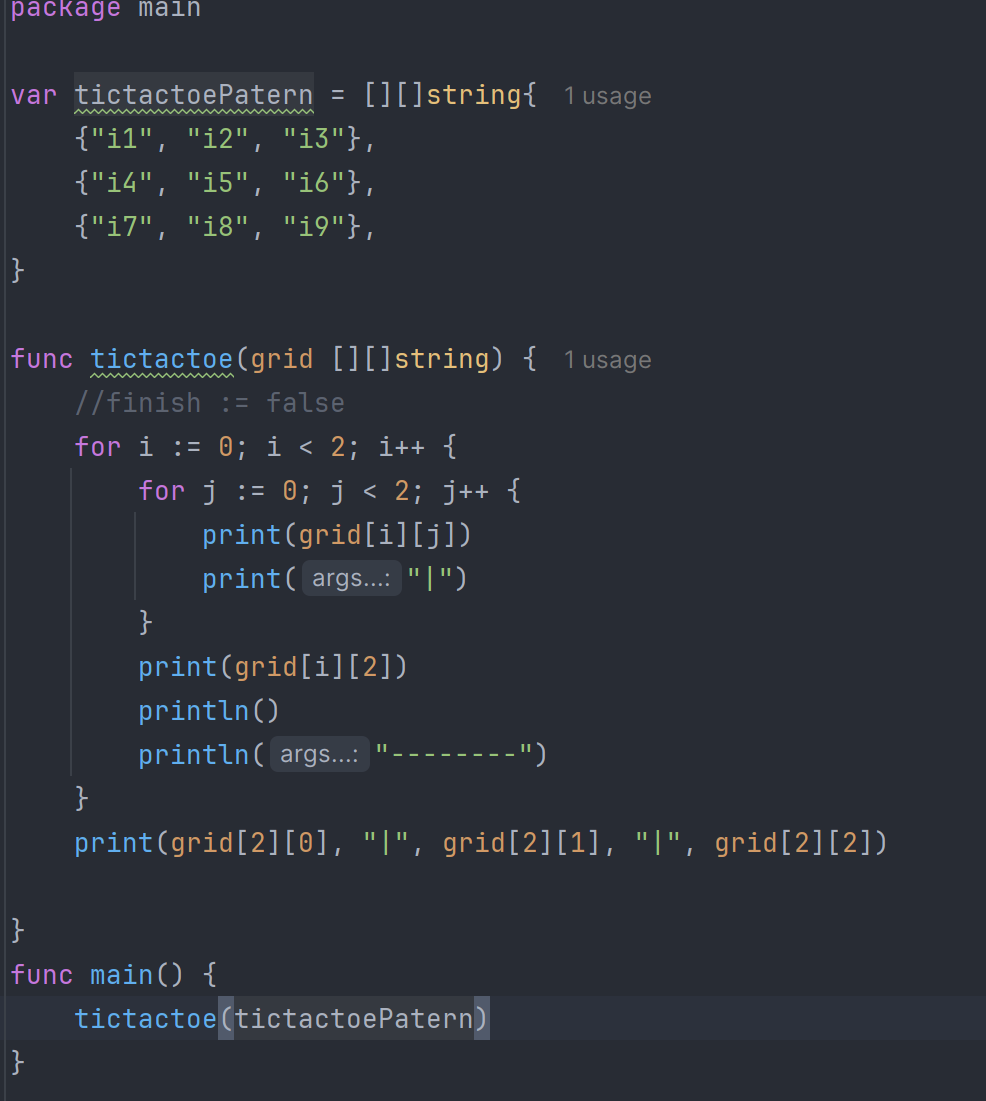 package main
var tictactoePatern = [][]string{ 1 usage
{"i1", "i2", "i3"},
{"i4", "i5", "i6"},
{"i7", "i8", "i9"},
}
func tictactoe(grid [][]string) { 1 usage
//finish := false
for i := 0; i < 2; i++ {
for j := 0; j < 2; j++ {
print(grid[i][j])
print( args...: "|")
}
print(grid[i][2])
println()
println( args...: "--------")
}
print(grid[2][0], "|", grid[2][1], "|", grid[2][2])
}
func main() {
tictactoe(tictactoePatern)
}